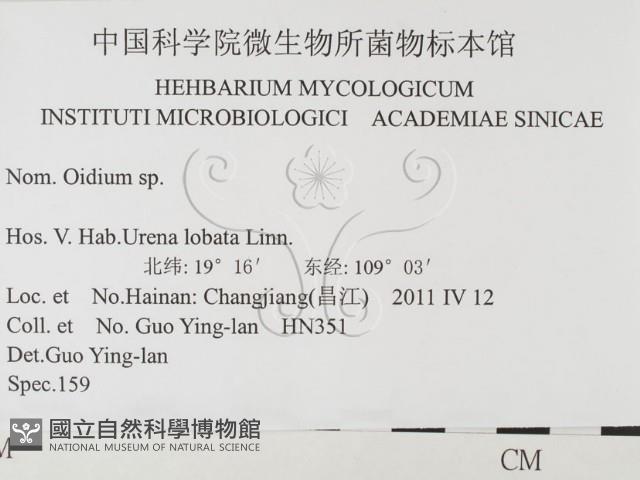 中国科学院微生物所菌物标本馆
HEHBARIUM MYCOLOGICUM
INSTITUTI MICROBIOLOGICI ACADEMIAE SINICAE
Nom. Oidium sp.
Hos. V. Hab.Urena lobata Linn.
北纬: 19° 16′ 东经: 109° 03′
Loc. et No.Hainan: Changjiang(昌江) 2011 IV 12
Coll. et No. Guo Ying-lan HN351
Det.Guo Ying-lan
Spec.159
國立自然科學博物館
NATIONAL MUSEUM OF NATURAL SCIENCE
CM